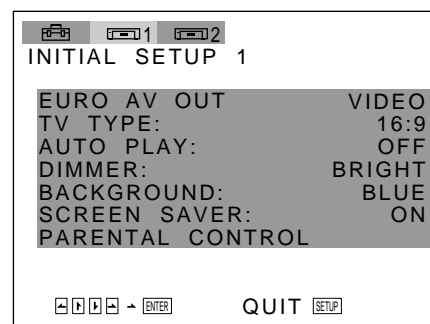 1 2
INITIAL SETUP 1
EURO AV OUT VIDEO
TV TYPE: 16:9
AUTO PLAY: OFF
DIMMER: BRIGHT
BACKGROUND: BLUE
SCREEN SAVER: ON
PARENTAL CONTROL
ENTER QUIT SETUP